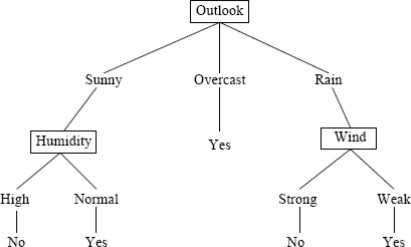 Outlook
Sunny Overcast Rain
Humidity Yes Wind
High Normal Strong Weak
No Yes No Yes